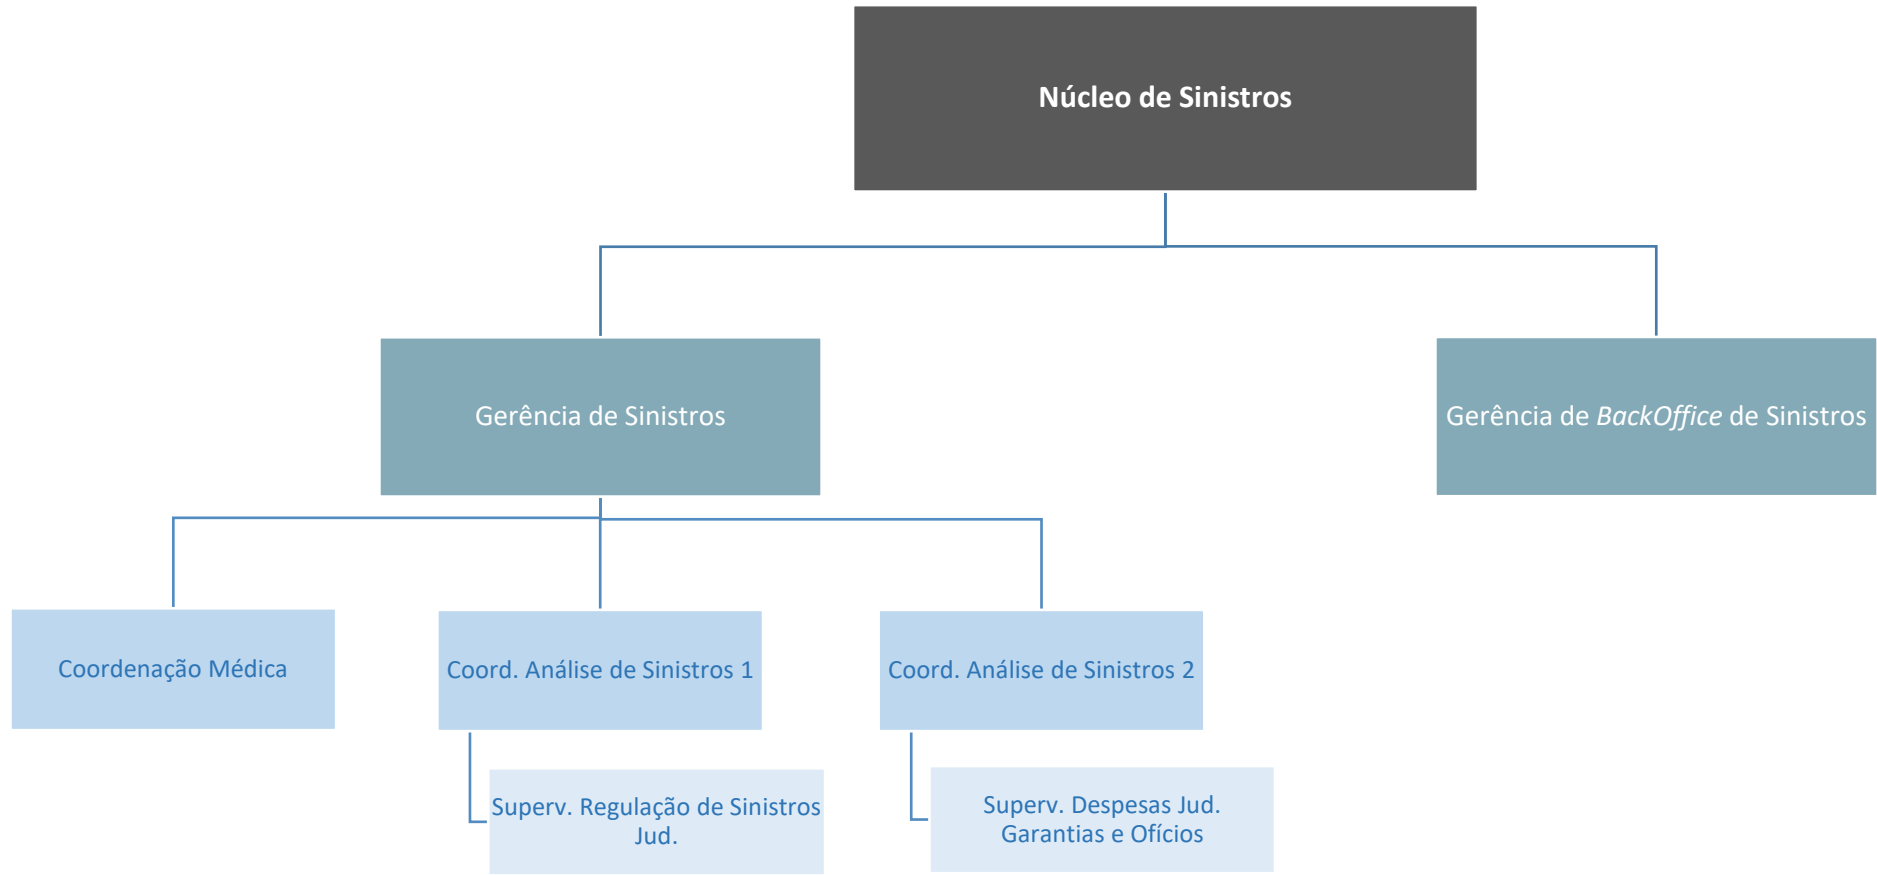 Núcleo de Sinistros
Gerência de Sinistros
Gerência de BackOffice de Sinistros
Coordenação Médica
Coord. Análise de Sinistros 1
Coord. Análise de Sinistros 2
Superv. Regulação de Sinistros
Jud.
Superv. Despesas Jud.
Garantias e Ofícios